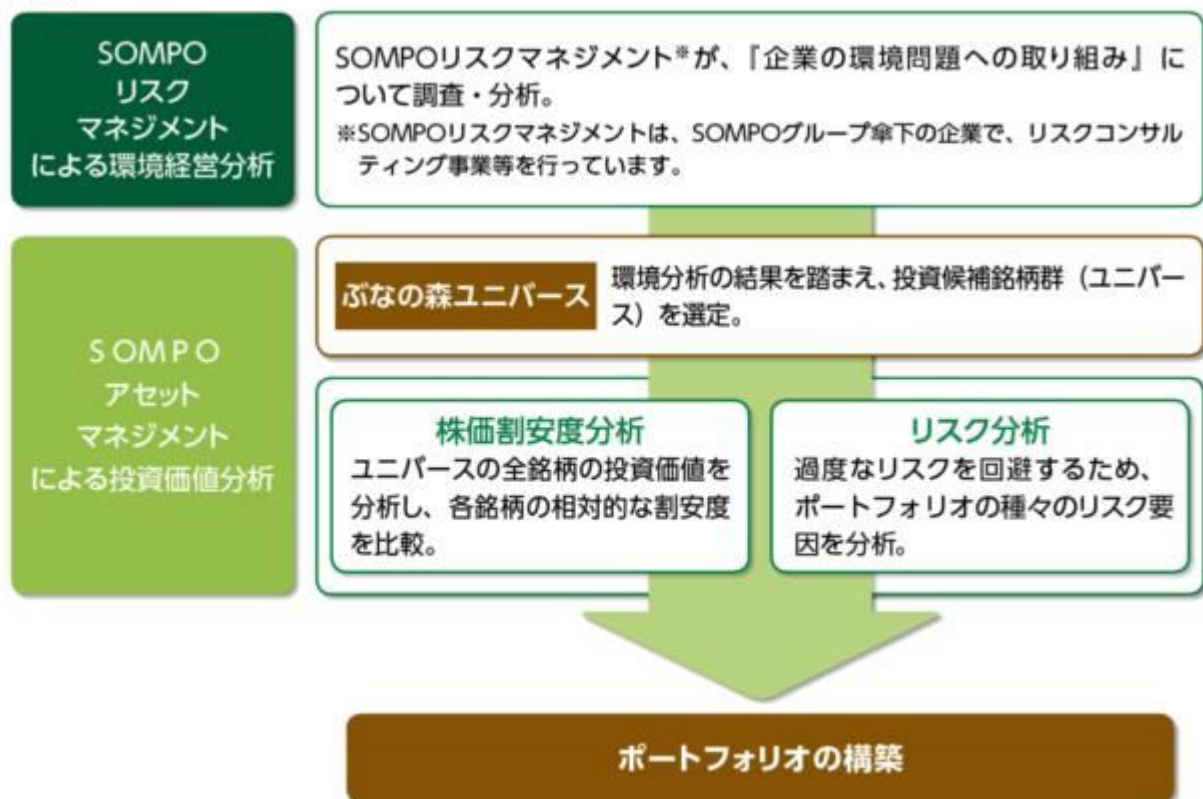 SOMPO
リスク
マネジメント
による環境経営分析
SOMPOリスクマネジメント※が、『企業の環境問題への取り組み』に
ついて調査・分析。
※SOMPOリスクマネジメントは、SOMPOグループ傘下の企業で、リスクコンサル
ティング事業等を行っています。
SOMPO
アセット
マネジメント
による投資価値分析
ぶなの森ユニバース
環境分析の結果を踏まえ、投資候補銘柄群（ユニバー
ス）を選定。
株価割安度分析
ユニバースの全銘柄の投資価値を
分析し、各銘柄の相対的な割安度
を比較。
リスク分析
過度なリスクを回避するため、
ポートフォリオの種々のリスク要
因を分析。
ポートフォリオの構築